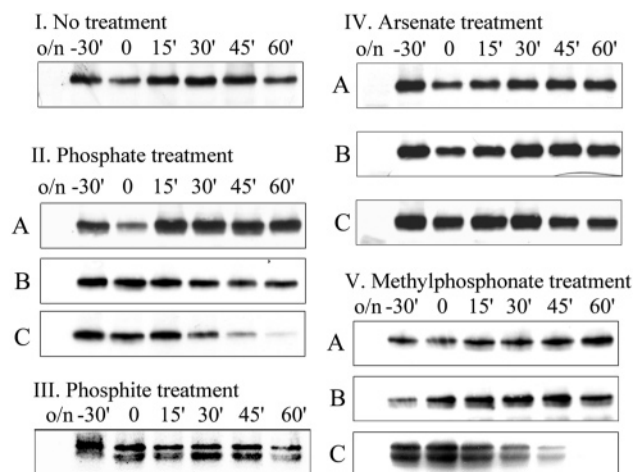 I. No treatment
o/n -30' 0 15' 30' 45' 60'
II. Phosphate treatment
o/n -30' 0 15' 30' 45' 60'
A
B
C
III. Phosphite treatment
o/n -30' 0 15' 30' 45' 60'
IV. Arsenate treatment
o/n -30' 0 15' 30' 45' 60'
A
B
C
V. Methylphosphonate treatment
o/n -30' 0 15' 30' 45' 60'
A
B
C